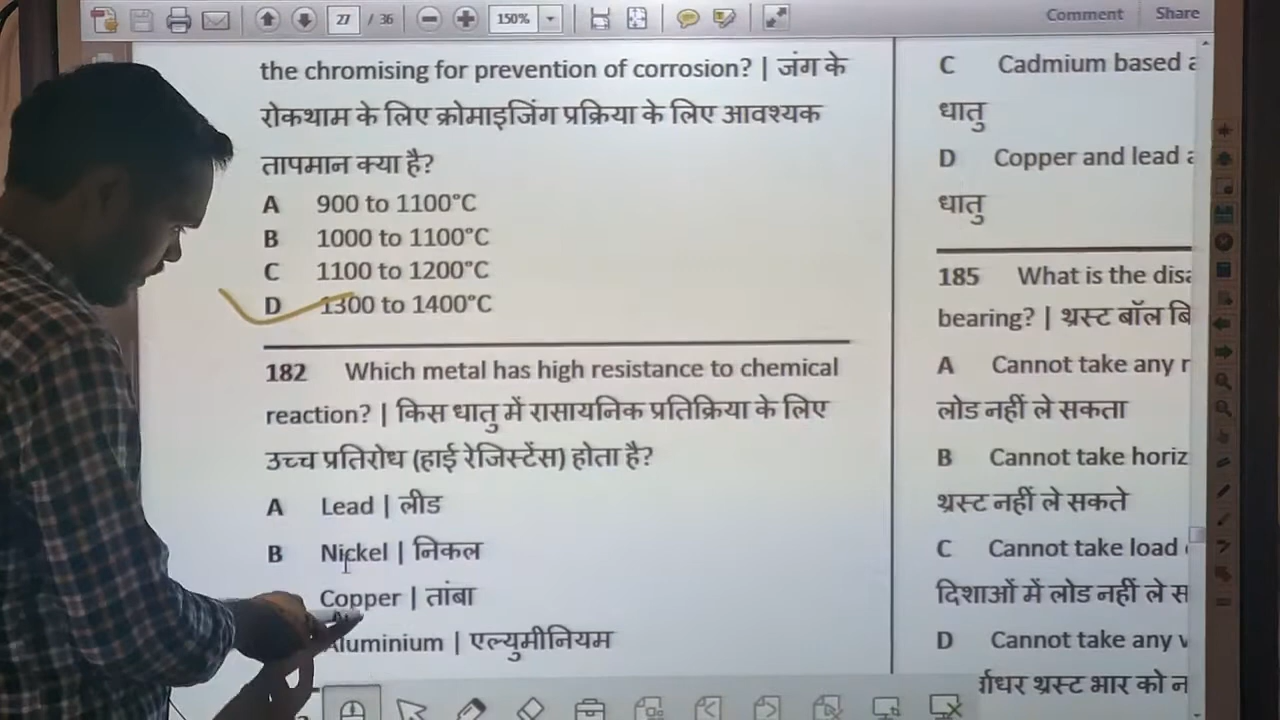 27 / 36
150%
Comment Share
the chromising for prevention of corrosion? | जंग के
रोकथाम के लिए क्रोमाइजिंग प्रक्रिया के लिए आवश्यक
तापमान क्या है?
A 900 to 1100°C
B 1000 to 1100°C
C 1100 to 1200°C
D 1300 to 1400°C
182 Which metal has high resistance to chemical
reaction? | किस धातु में रासायनिक प्रतिक्रिया के लिए
उच्च प्रतिरोध (हाई रेजिस्टेंस) होता है?
A Lead | लीड
B Nickel | निकल
Copper | तांबा
Aluminium | एल्युमीनियम
C Cadmium based
धातु
D Copper and lead
धातु
185 What is the
bearing? | थ्रस्ट बॉल
A Cannot take any
लोड नहीं ले सकता
B Cannot take
थ्रस्ट नहीं ले सकते
C Cannot take load
दिशाओं में लोड नहीं ले
D Cannot take any
थ्रस्ट भार को